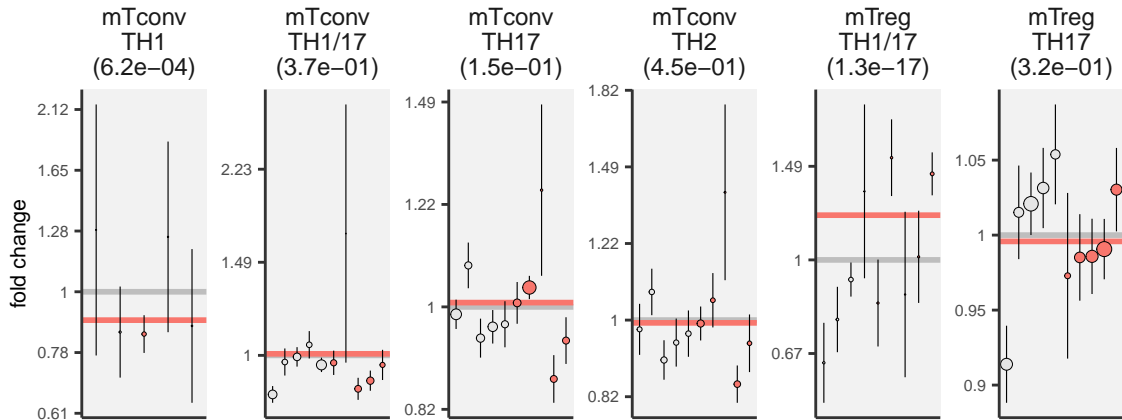 mTconv
TH1
(6.2e−04)
mTconv
TH1/17
(3.7e−01)
mTconv
TH17
(1.5e−01)
mTconv
TH2
(4.5e−01)
mTreg
TH1/17
(1.3e−17)
mTreg
TH17
(3.2e−01)
fold change
2.12
1.65
1.28
1
0.78
0.61
2.23
1.49
1
1.49
1.22
1
0.82
1.82
1.49
1.22
1
0.82
1.49
1
0.67
1.05
1
0.95
0.9